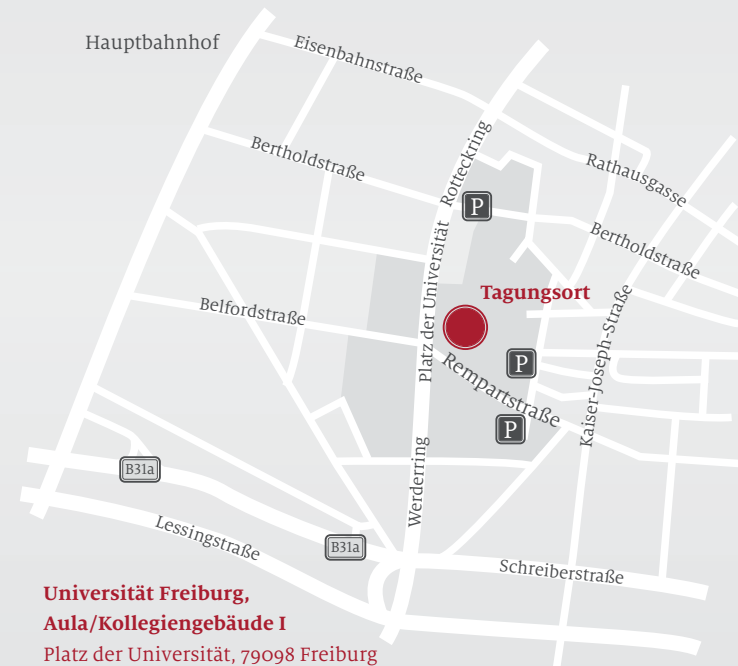 Hauptbahnhof
Eisenbahnstraße
Bertholdstraße
Rotteckring
Rathausgasse
P
Bertholdstraße
Platz der Universität
Tagungsort
Belfordstraße
Kaiser-Joseph-Straße
P
Rempartstraße
P
Werderring
B31a
Lessingstraße
B31a
Schreiberstraße
Universität Freiburg,
Aula/Kollegiengebäude I
Platz der Universität, 79098 Freiburg